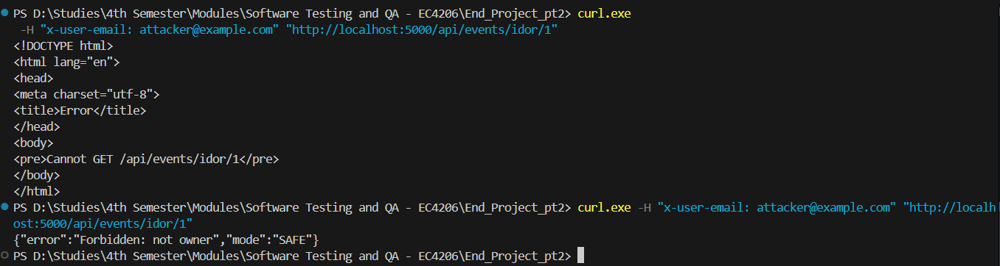 PS D:\Studies\4th Semester\Modules\Software Testing and QA - EC4206\End_Project_pt2> curl.exe
-H "x-user-email: attacker@example.com" "http://localhost:5000/api/events/idor/1"
<!DOCTYPE html>
<html lang="en">
<head>
<meta charset="utf-8">
<title>Error</title>
</head>
<body>
<pre>Cannot GET /api/events/idor/1</pre>
</body>
</html>
PS D:\Studies\4th Semester\Modules\Software Testing and QA - EC4206\End_Project_pt2> curl.exe -H "x-user-email: attacker@example.com" "http://localh
ost:5000/api/events/idor/1"
{"error":"Forbidden: not owner","mode":"SAFE"}
PS D:\Studies\4th Semester\Modules\Software Testing and QA - EC4206\End_Project_pt2>